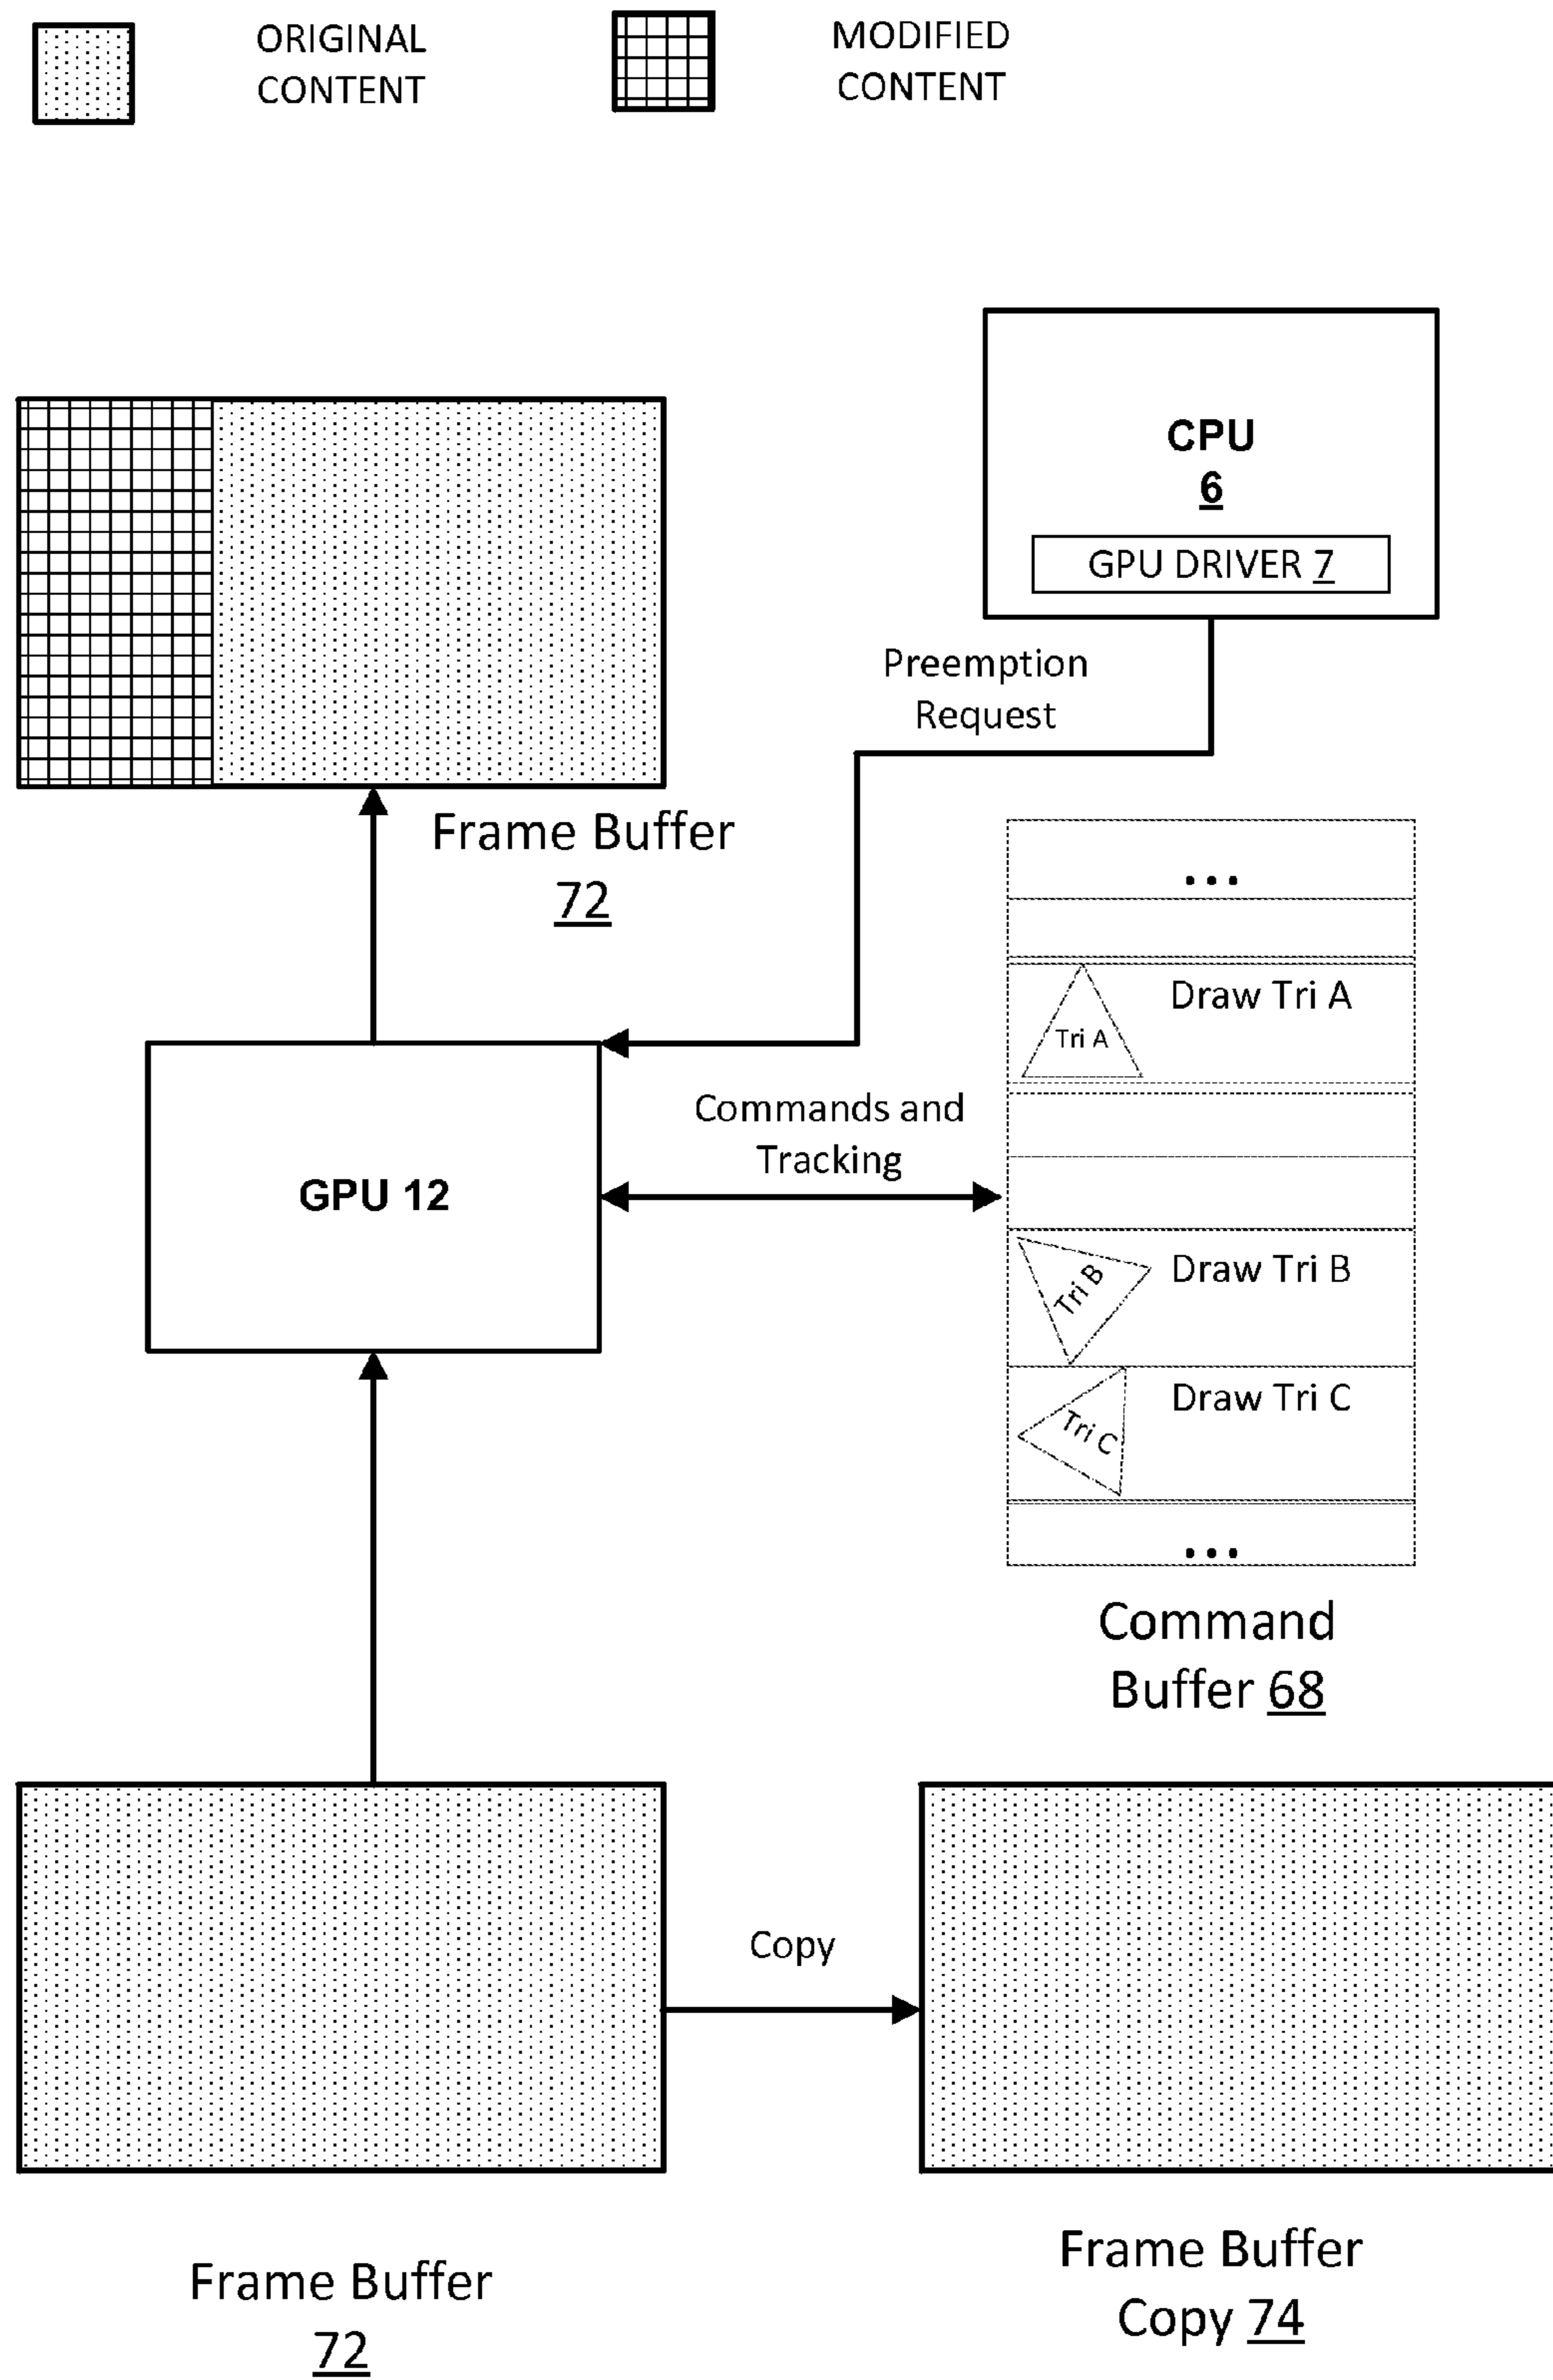 ORIGINAL
CONTENT
MODIFIED
CONTENT
CPU
6
GPU DRIVER 7
Preemption
Request
Frame Buffer
72
...
Draw Tri A
Tri A
Commands and
Tracking
GPU 12
Draw Tri B
Tri B
Draw Tri C
Tri C
...
Command
Buffer 68
Copy
Frame Buffer
72
Frame Buffer
Copy 74